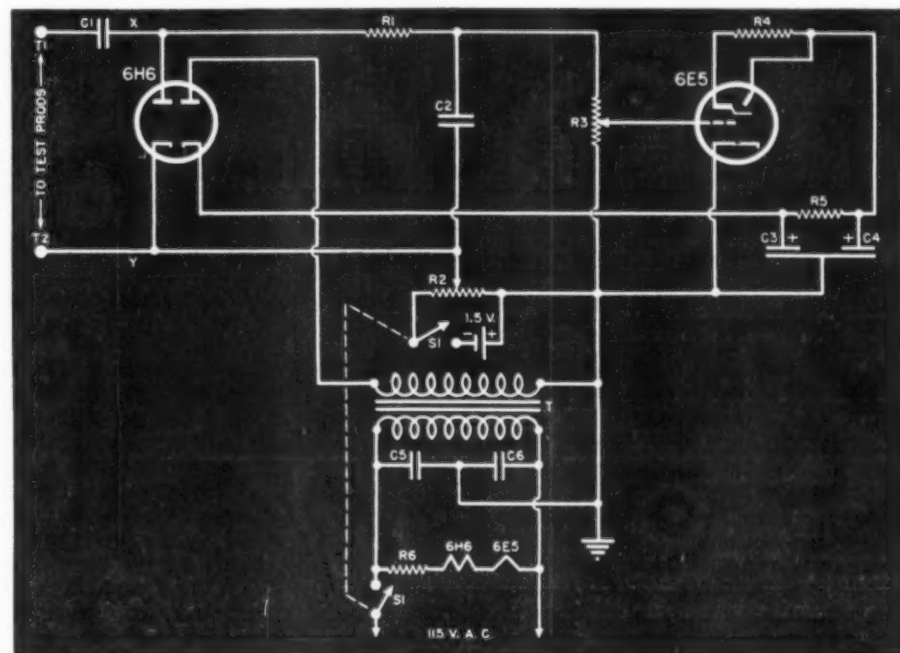 C1
X
R1
R4
T1
6H6
6E5
C2
R3
TO TEST PRODS
R5
C3
+
+
C4
T2
Y
R2
1.5 V.
-
+
S1
T
C5
C6
R6
6H6
6E5
S1
115 V. A. C.